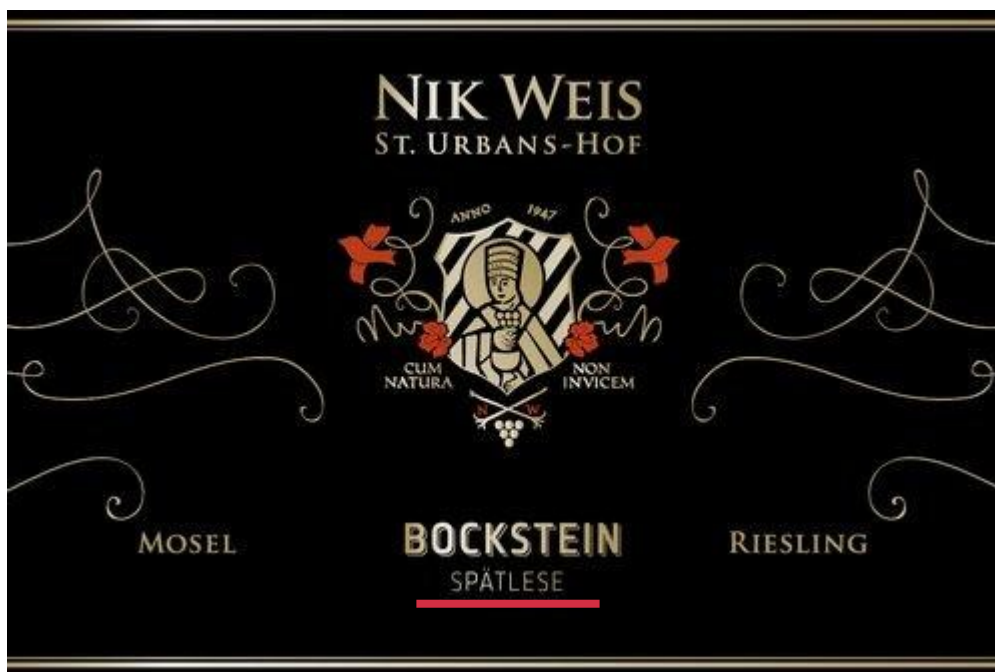 NIK WEIS
ST. URBANS-HOF
ANNO 1947
CUM NATURA
NON INVICEM
N W
MOSEL
BOCKSTEIN
SPÄTLESE
RIESLING